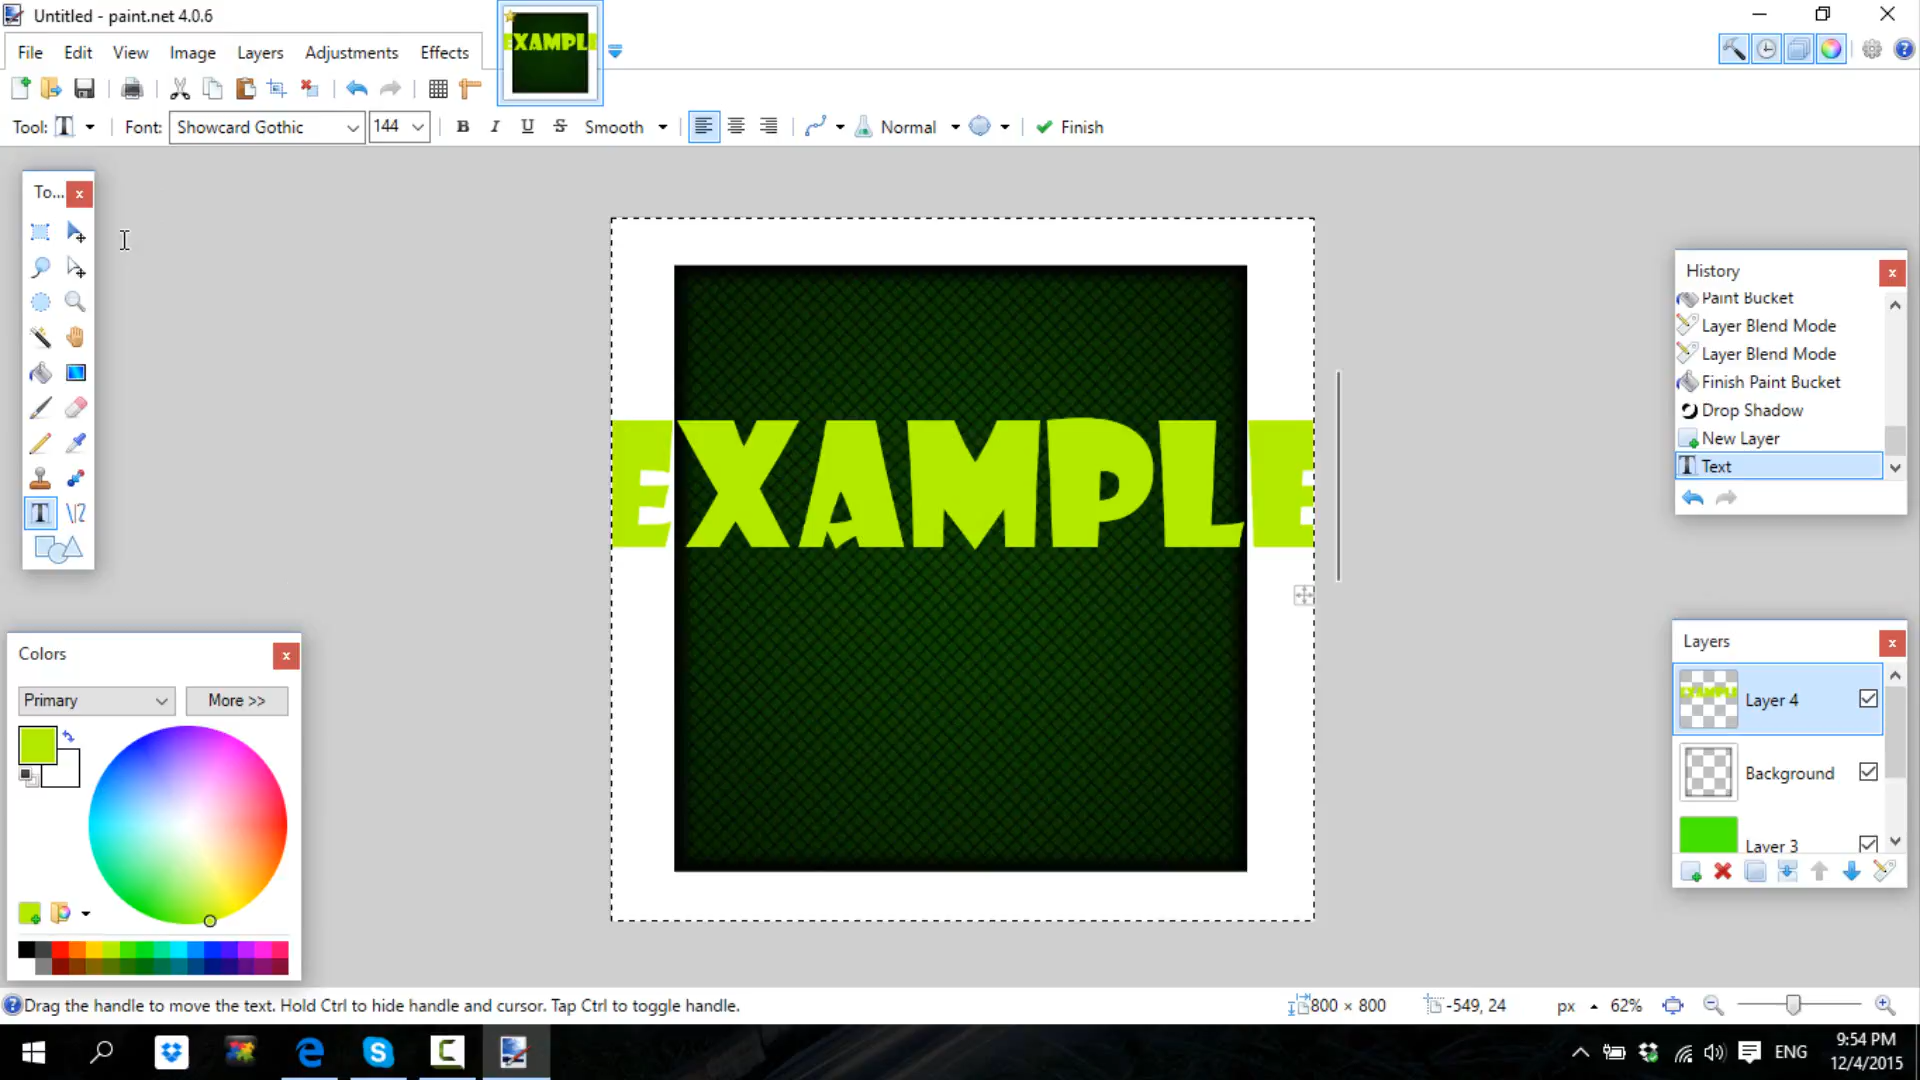 Untitled - paint.net 4.0.6
File Edit View Image Layers Adjustments Effects
EXAMPLE
Tool: T Font: Showcard Gothic 144 B I U S Smooth Normal Finish
To...
EXAMPLE
History
Paint Bucket
Layer Blend Mode
Layer Blend Mode
Finish Paint Bucket
Drop Shadow
New Layer
T Text
Layers
EXAMPLE
Layer 4
Background
Layer 3
Colors
Primary More >>
Drag the handle to move the text. Hold Ctrl to hide handle and cursor. Tap Ctrl to toggle handle.
800 × 800 -549, 24 px 62%
ENG
9:54 PM
12/4/2015